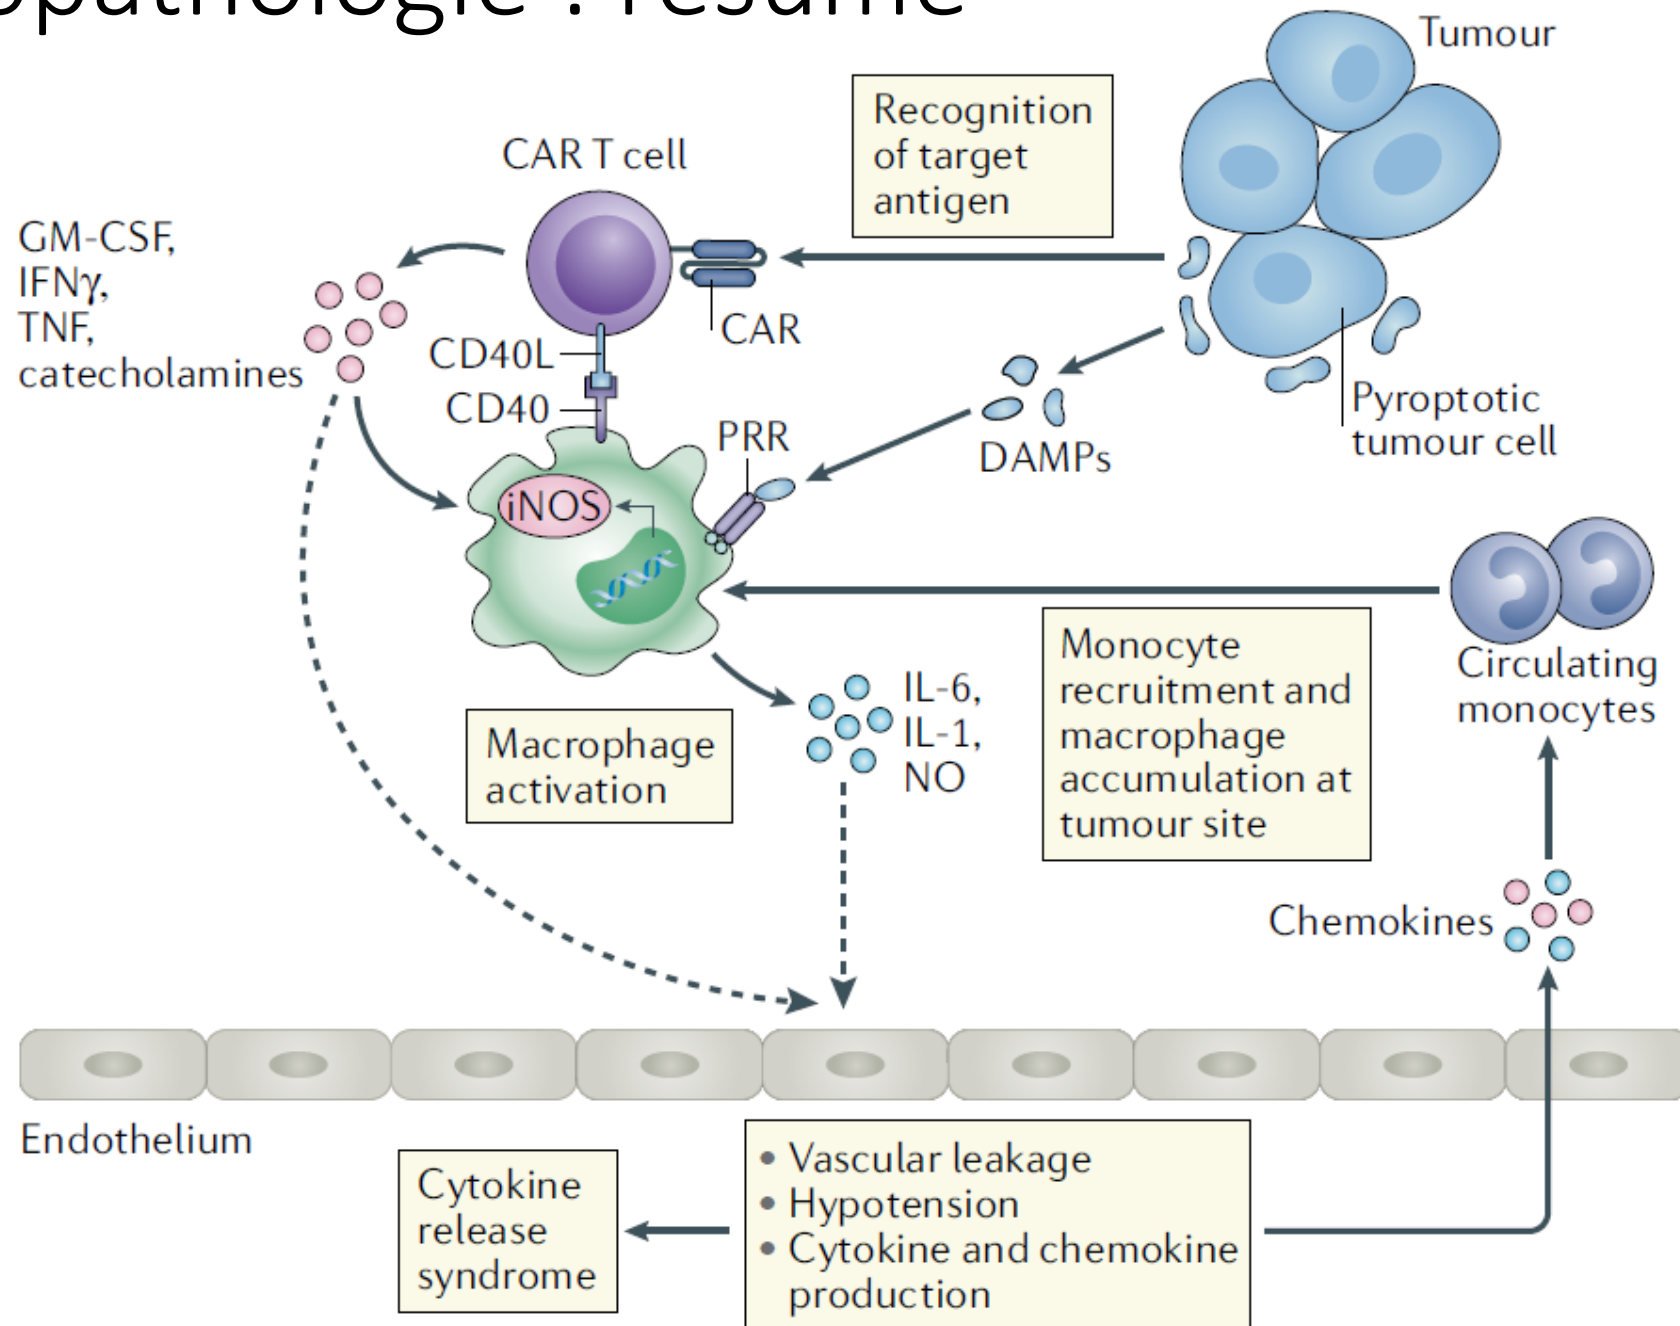 opathologie : résumé
Tumour
Recognition
of target
antigen
CAR T cell
GM-CSF,
IFNγ,
TNF,
catecholamines
CAR
CD40L
CD40
PRR
DAMPs
Pyroptotic
tumour cell
iNOS
Circulating
monocytes
Monocyte
recruitment and
macrophage
accumulation at
tumour site
IL-6,
IL-1,
NO
Macrophage
activation
Chemokines
Endothelium
Cytokine
release
syndrome
• Vascular leakage
• Hypotension
• Cytokine and chemokine
production